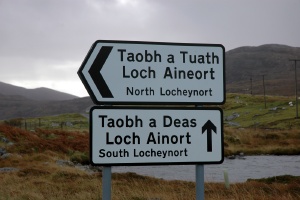 Taobh a Tuath
Loch Aineort
North Locheynort
Taobh a Deas
Loch Ainort
South Locheynort